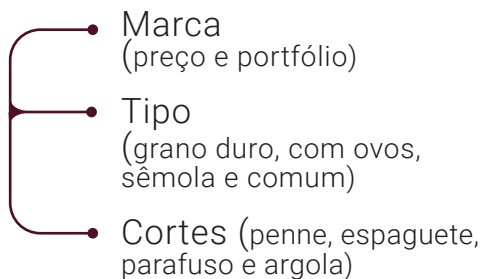 Marca
(preço e portfólio)
Tipo
(grano duro, com ovos,
sêmola e comum)
Cortes (penne, espaguete,
parafuso e argola)